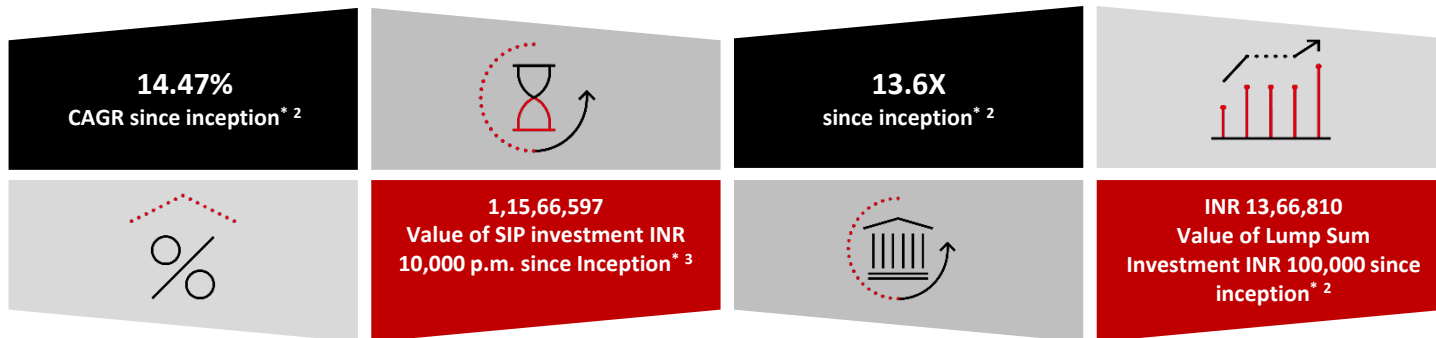 14.47%
CAGR since inception* 2
13.6X
since inception* 2
1,15,66,597
Value of SIP investment INR
10,000 p.m. since Inception* 3
INR 13,66,810
Value of Lump Sum
Investment INR 100,000 since
inception* 2